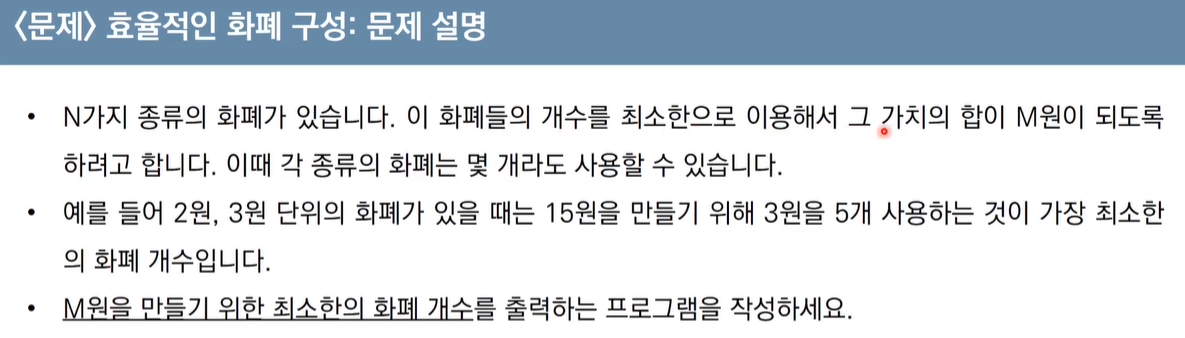 〈문제〉 효율적인 화폐 구성: 문제 설명
• N가지 종류의 화폐가 있습니다. 이 화폐들의 개수를 최소한으로 이용해서 그 가치의 합이 M원이 되도록
하려고 합니다. 이때 각 종류의 화폐는 몇 개라도 사용할 수 있습니다.
• 예를 들어 2원, 3원 단위의 화폐가 있을 때는 15원을 만들기 위해 3원을 5개 사용하는 것이 가장 최소한
의 화폐 개수입니다.
• M원을 만들기 위한 최소한의 화폐 개수를 출력하는 프로그램을 작성하세요.